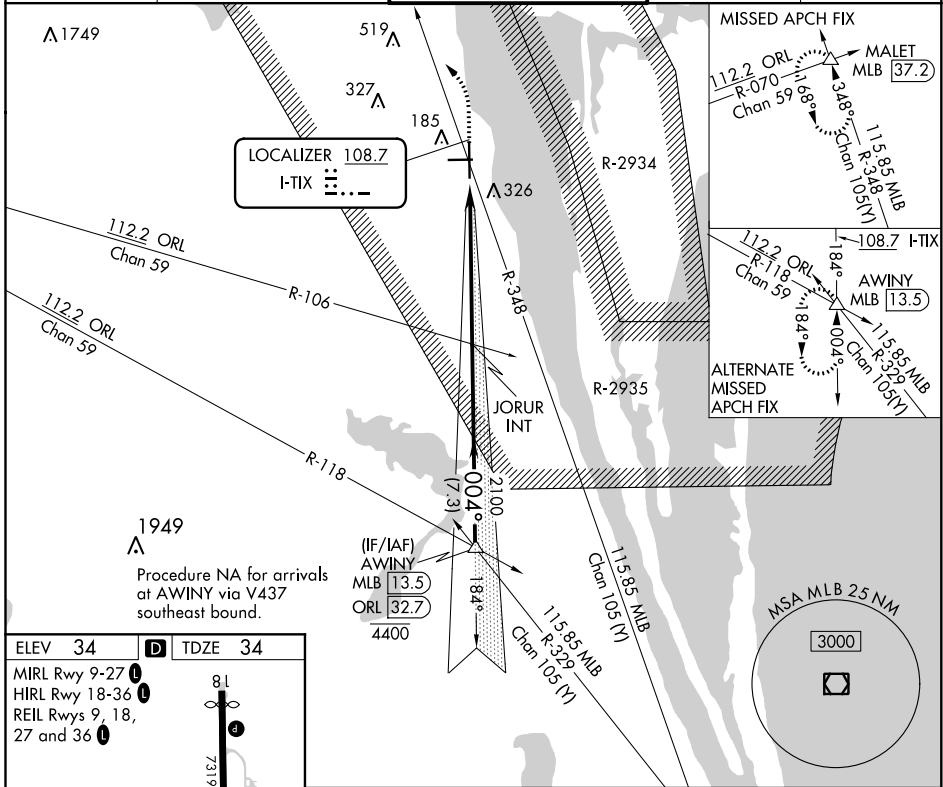 1749
519
327
185
326
LOCALIZER 108.7
I-TIX
R-2934
112.2 ORL
Chan 59
R-106
R-348
112.2 ORL
Chan 59
R-118
R-2935
JORUR
INT
004°
2100
(7.3)
184°
(IF/IAF)
AWINY
MLB 13.5
ORL 32.7
4400
115.85 MLB
Chan 105 (Y)
115.85 MLB
R-329
Chan 105 (Y)
1949
Procedure NA for arrivals
at AWINY via V437
southeast bound.
MISSED APCH FIX
MALET
MLB 37.2
112.2 ORL
R-070
Chan 59
168°
348°
115.85 MLB
R-348
Chan 105(Y)
108.7 I-TIX
112.2 ORL
R-118
Chan 59
184°
AWINY
MLB 13.5
184°
004°
115.85 MLB
R-329
Chan 105(Y)
ALTERNATE
MISSED
APCH FIX
MSA MLB 25 NM
3000
ELEV 34 D TDZE 34
MIRL Rwy 9-27 L
HIRL Rwy 18-36 L
REIL Rwys 9, 18,
27 and 36 L
18
P
7319